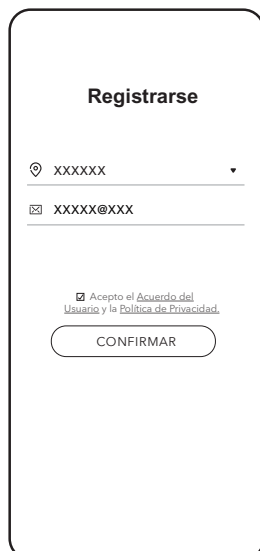 Registrarse
XXXXXX
XXXXX@XXX
Acepto el Acuerdo del
Usuario y la Política de Privacidad.
CONFIRMAR